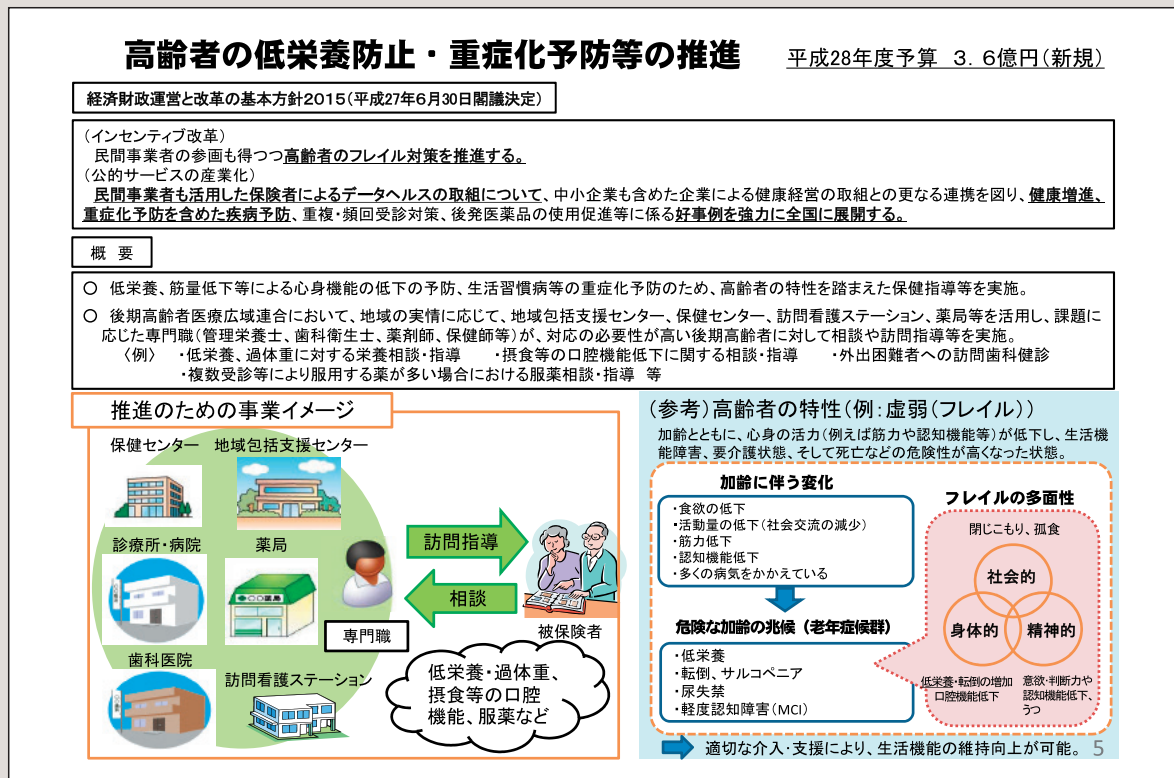 高齢者の低栄養防止・重症化予防等の推進
平成28年度予算 3.6億円(新規)
経済財政運営と改革の基本方針2015(平成27年6月30日閣議決定)
(インセンティブ改革)
民間事業者の参画も得つつ高齢者のフレイル対策を推進する。
(公的サービスの産業化)
民間事業者も活用した保険者によるデータヘルスの取組について、中小企業も含めた企業による健康経営の取組との更なる連携を図り、健康増進、
重症化予防を含めた疾病予防、重複・頻回受診対策、後発医薬品の使用促進等に係る好事例を強力に全国に展開する。
概 要
○ 低栄養、筋量低下等による心身機能の低下の予防、生活習慣病等の重症化予防のため、高齢者の特性を踏まえた保健指導等を実施。
○ 後期高齢者医療広域連合において、地域の実情に応じて、地域包括支援センター、保健センター、訪問看護ステーション、薬局等を活用し、課題に
応じた専門職(管理栄養士、歯科衛生士、薬剤師、保健師等)が、対応の必要性が高い後期高齢者に対して相談や訪問指導等を実施。
〈例〉 ・低栄養、過体重に対する栄養相談・指導 ・摂食等の口腔機能低下に関する相談・指導 ・外出困難者への訪問歯科健診
・複数受診等により服用する薬が多い場合における服薬相談・指導 等
推進のための事業イメージ
保健センター 地域包括支援センター
診療所・病院 薬局
○○薬局
訪問指導
相談
専門職
被保険者
歯科医院
訪問看護ステーション
低栄養・過体重、
摂食等の口腔
機能、服薬など
(参考)高齢者の特性(例:虚弱(フレイル))
加齢とともに、心身の活力(例えば筋力や認知機能等)が低下し、生活機
能障害、要介護状態、そして死亡などの危険性が高くなった状態。
加齢に伴う変化
・食欲の低下
・活動量の低下(社会交流の減少)
・筋力低下
・認知機能低下
・多くの病気をかかえている
危険な加齢の兆候(老年症候群)
・低栄養
・転倒、サルコペニア
・尿失禁
・軽度認知障害(MCI)
フレイルの多面性
閉じこもり、孤食
社会的
身体的 精神的
低栄養・転倒の増加
口腔機能低下
意欲・判断力や
認知機能低下、
うつ
適切な介入・支援により、生活機能の維持向上が可能。
5